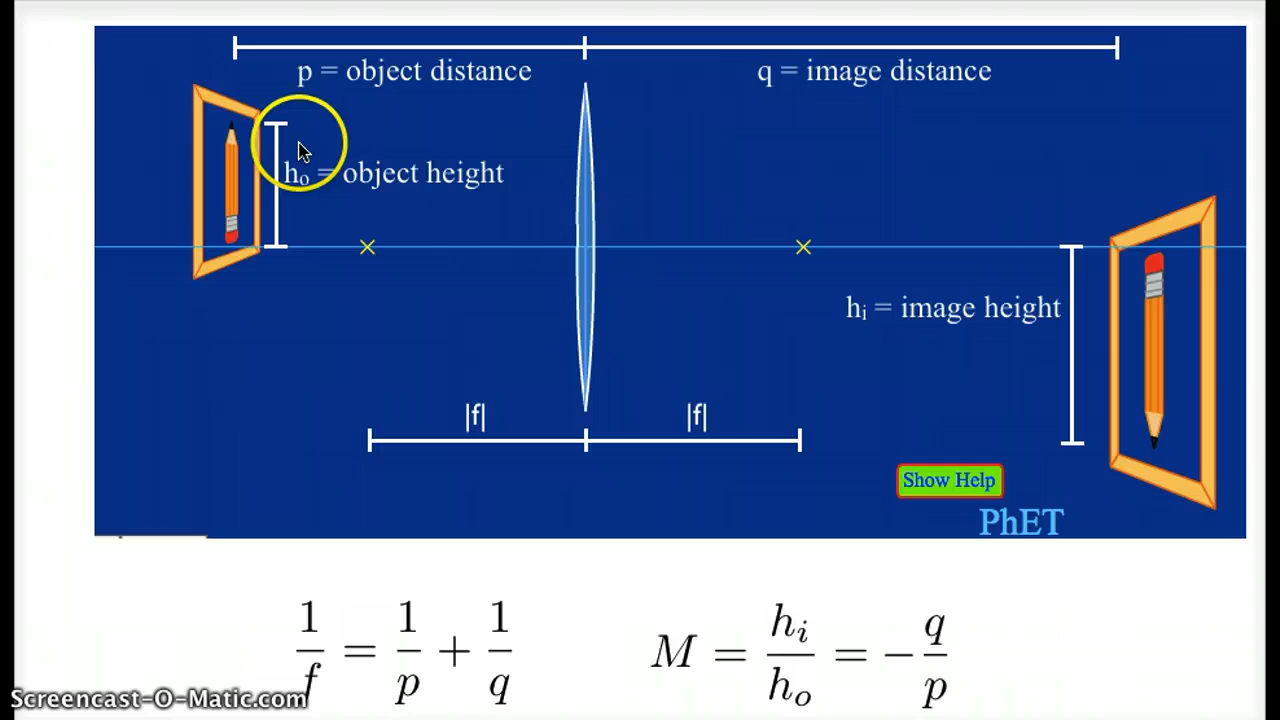 p = object distance
q = image distance
hₒ = object height
hᵢ = image height
|f|
|f|
Show Help
PhET
1/f = 1/p + 1/q
M = hᵢ/hₒ = -q/p
Screencast-O-Matic.com